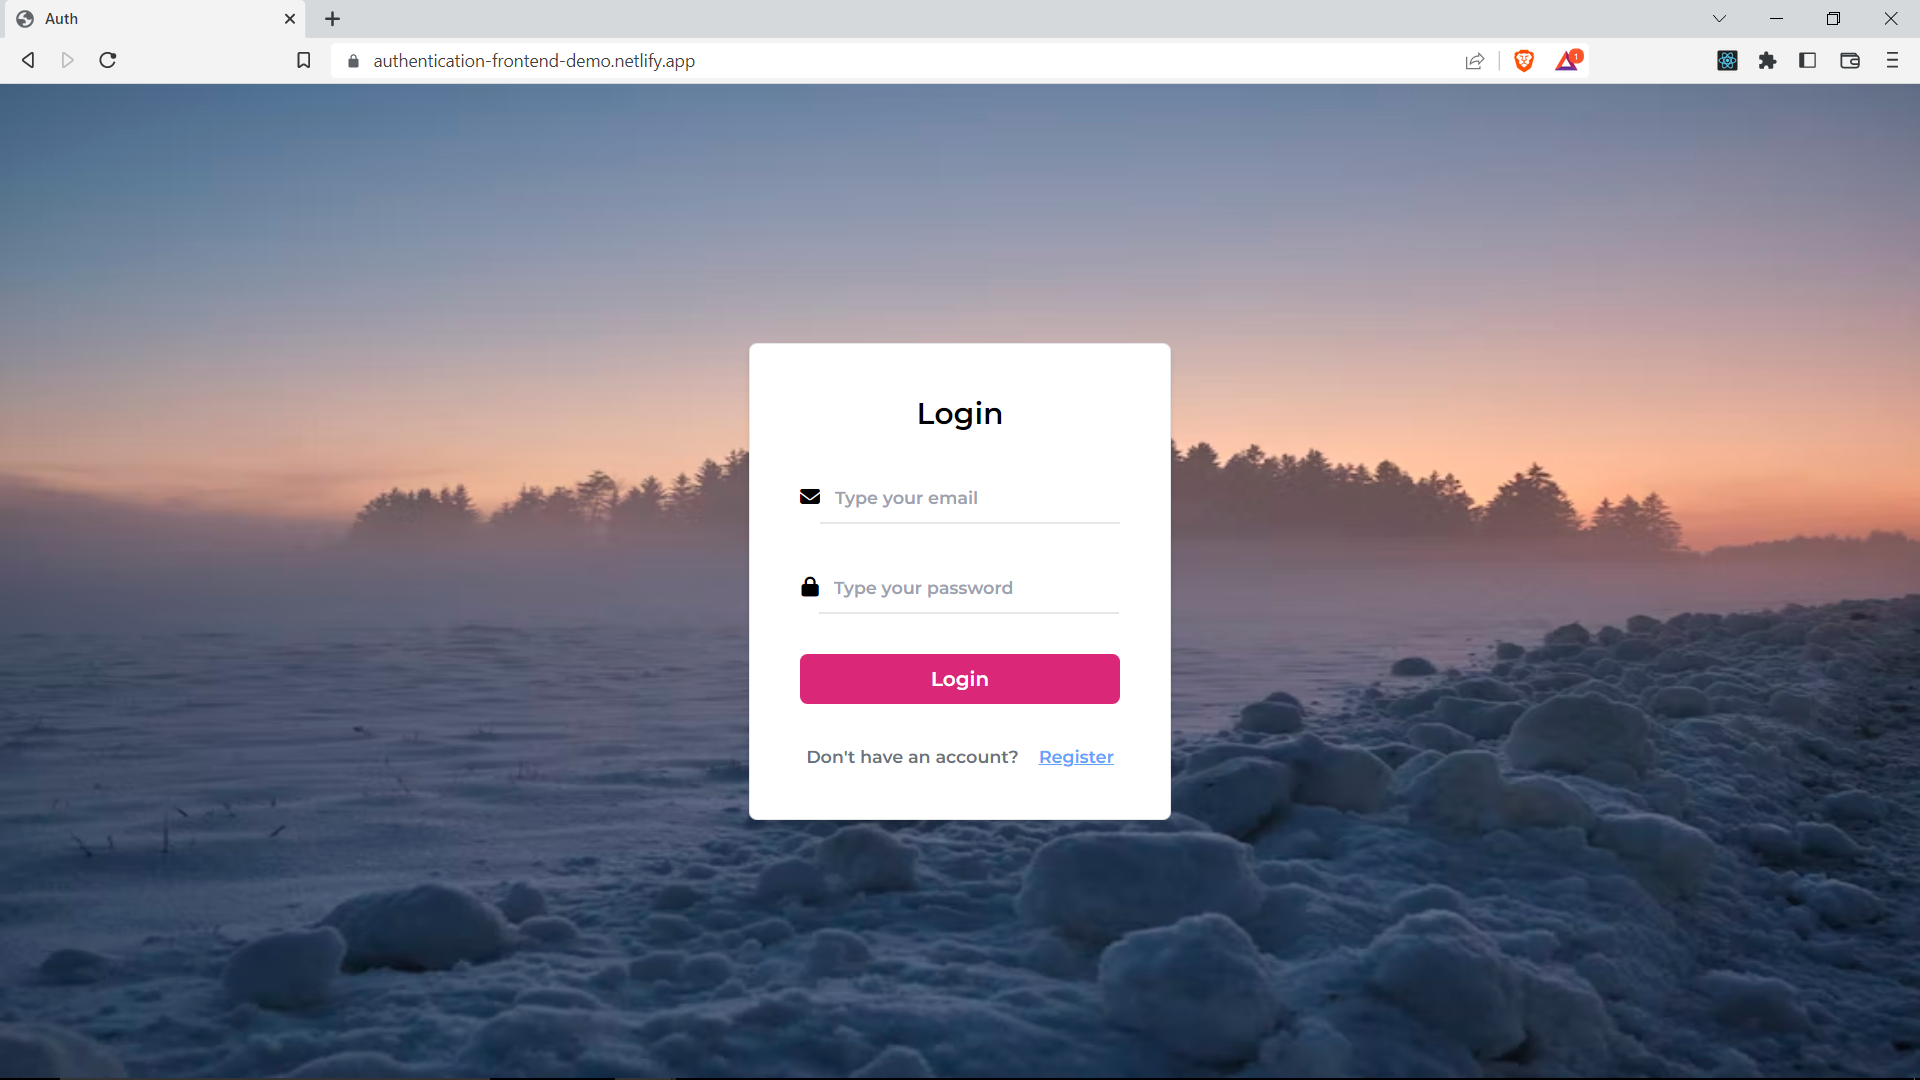 Auth
authentication-frontend-demo.netlify.app
1
Login
Type your email
Type your password
Login
Don't have an account? Register